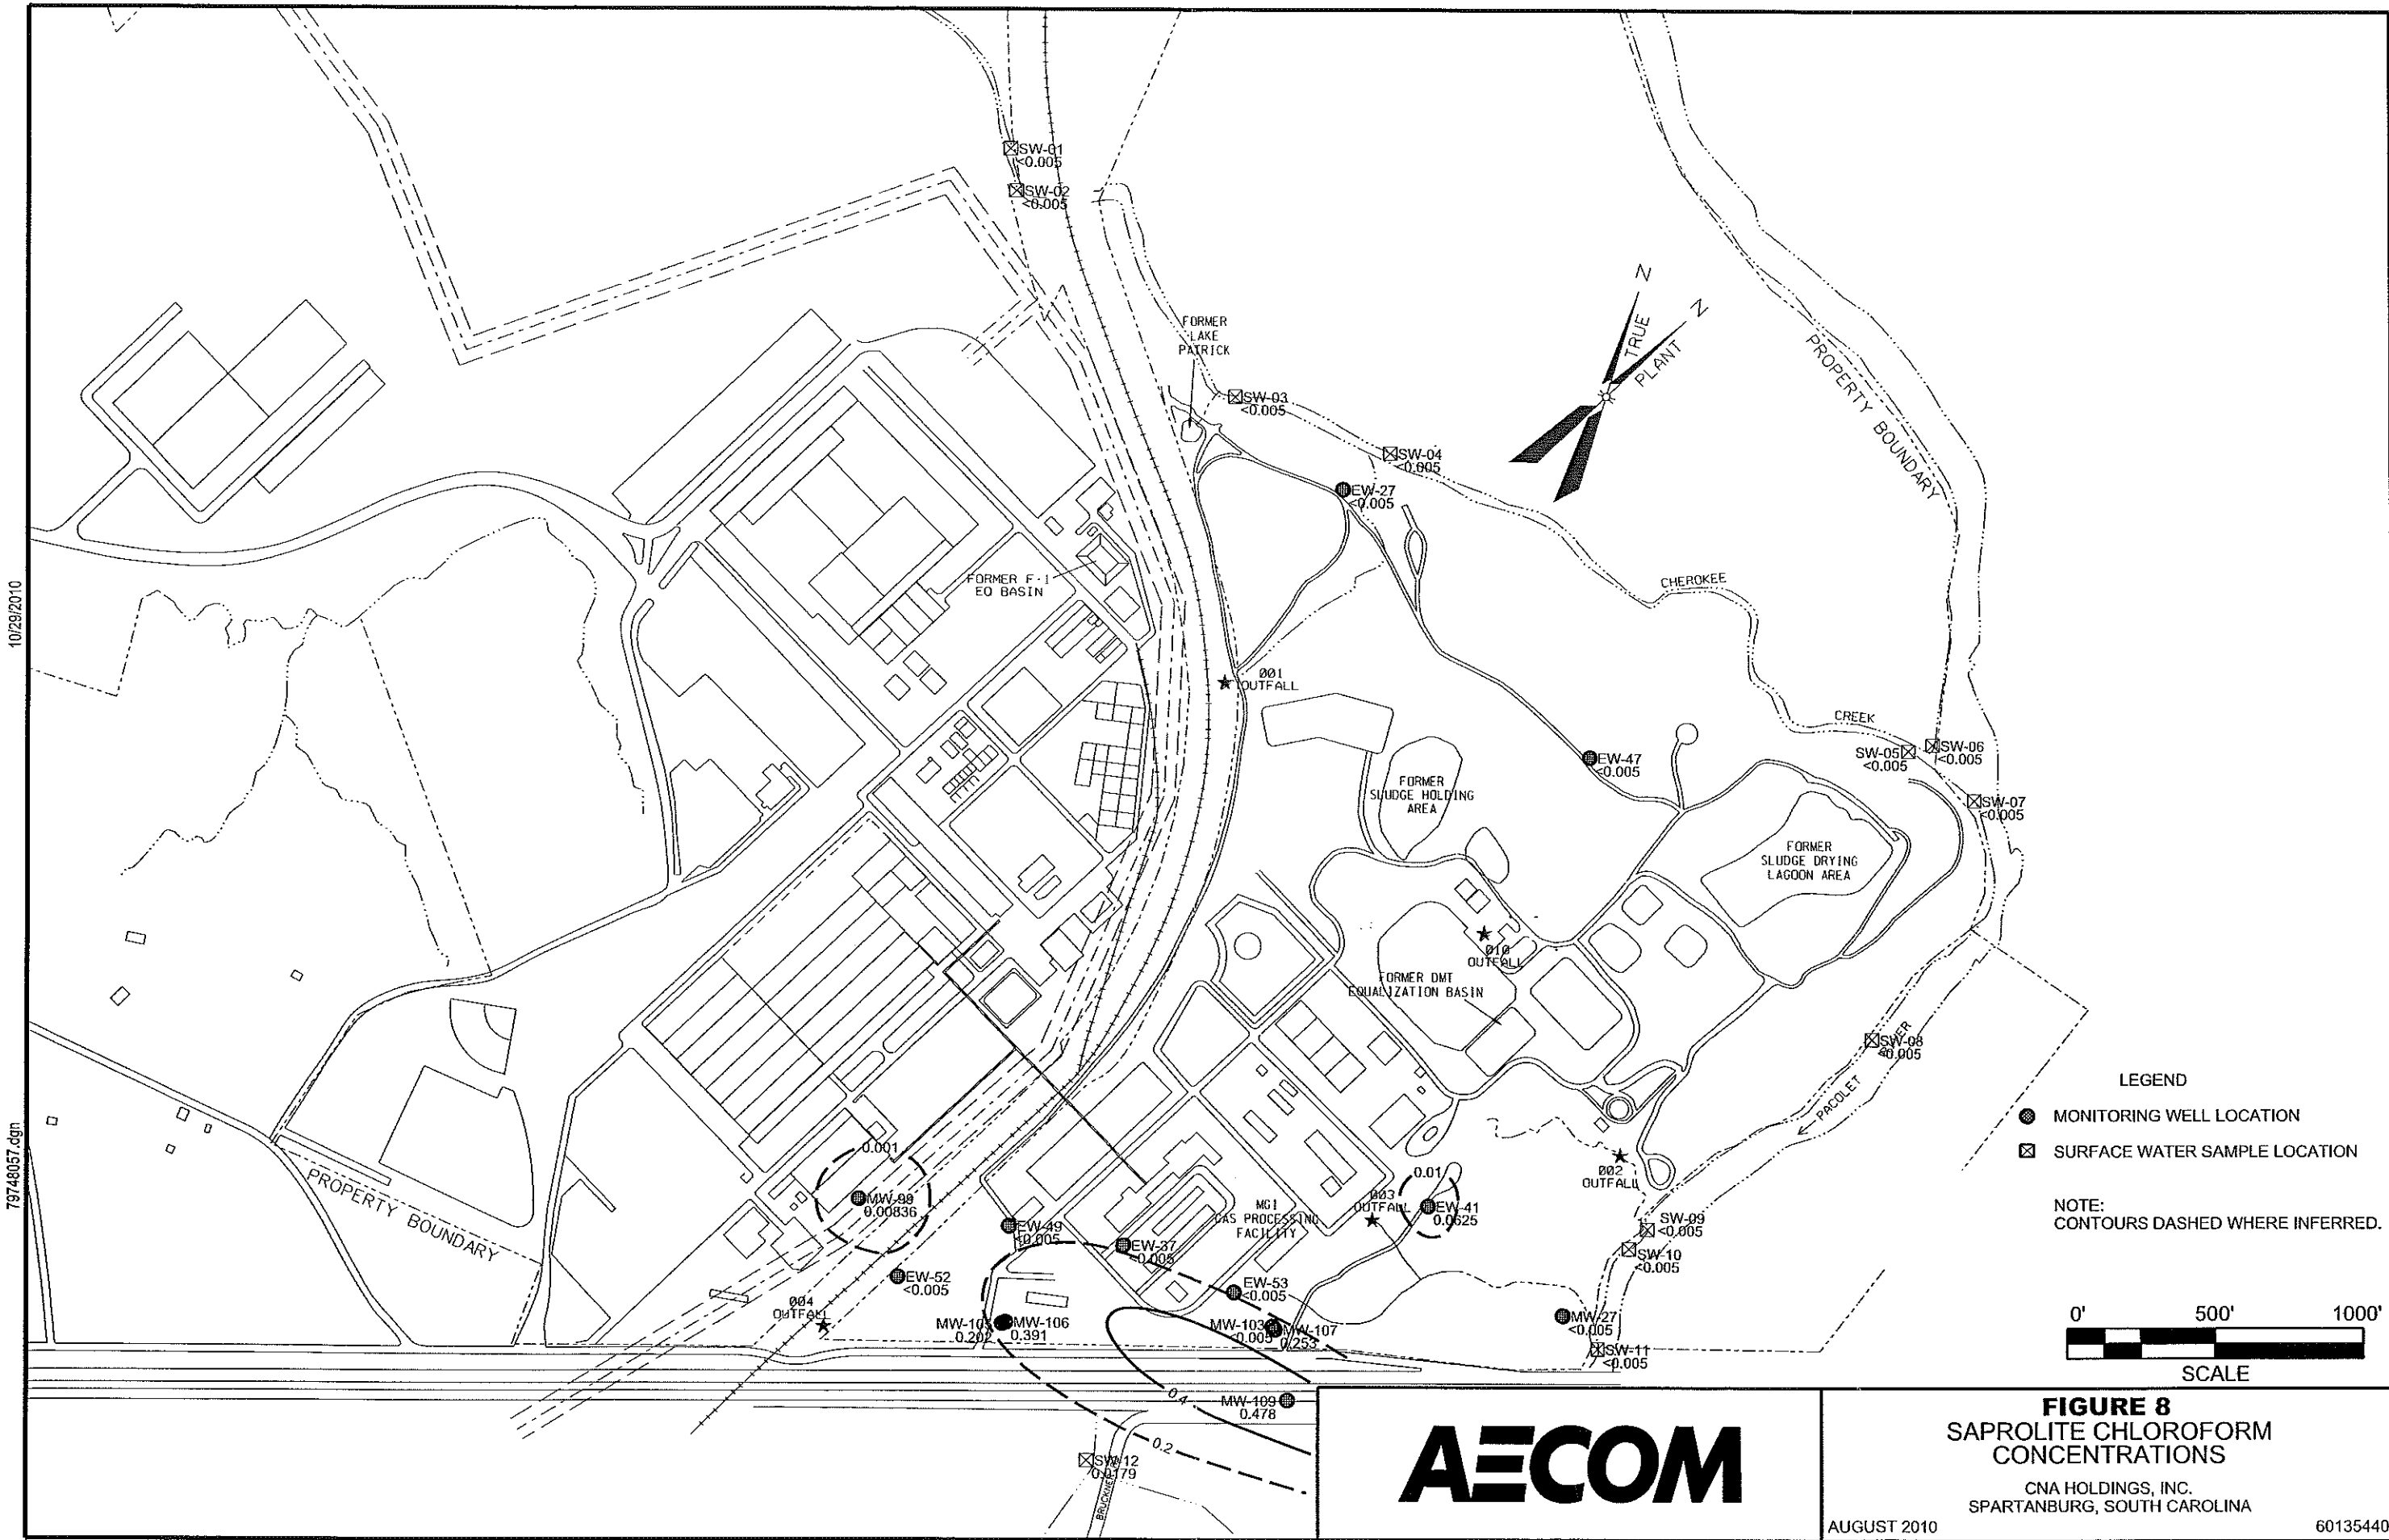 SW-01
<0.005
SW-02
<0.005
FORMER
LAKE
PATRICK
SW-03
<0.005
SW-04
<0.005
EW-27
<0.005
N
N
TRUE
PLANT
PROPERTY BOUNDARY
10/29/2010
FORMER F-1
EQ BASIN
CHEROKEE
001
OUTFALL
CREEK
SW-05
<0.005
SW-06
<0.005
EW-47
<0.005
SW-07
<0.005
FORMER
SLUDGE HOLDING
AREA
FORMER
SLUDGE DRYING
LAGOON AREA
010
OUTFALL
FORMER DMT
EQUALIZATION BASIN
SW-08
<0.005
PACOLET
RIVER
79748057.dgn
PROPERTY BOUNDARY
0.001
MW-99
0.00836
EW-49
<0.005
EW-37
<0.005
MGI
GAS PROCESSING
FACILITY
003
OUTFALL
0.01
EW-41
0.0625
002
OUTFALL
SW-09
<0.005
SW-10
<0.005
EW-52
<0.005
EW-53
<0.005
004
OUTFALL
MW-105
0.202
MW-106
0.391
MW-103
<0.005
MW-107
0.253
MW-27
<0.005
SW-11
<0.005
0.4
MW-109
0.478
0.2
SW-12
0.0179
LEGEND
MONITORING WELL LOCATION
SURFACE WATER SAMPLE LOCATION
NOTE:
CONTOURS DASHED WHERE INFERRED.
0' 500' 1000'
SCALE
AECOM
FIGURE 8
SAPROLITE CHLOROFORM
CONCENTRATIONS
CNA HOLDINGS, INC.
SPARTANBURG, SOUTH CAROLINA
AUGUST 2010
60135440